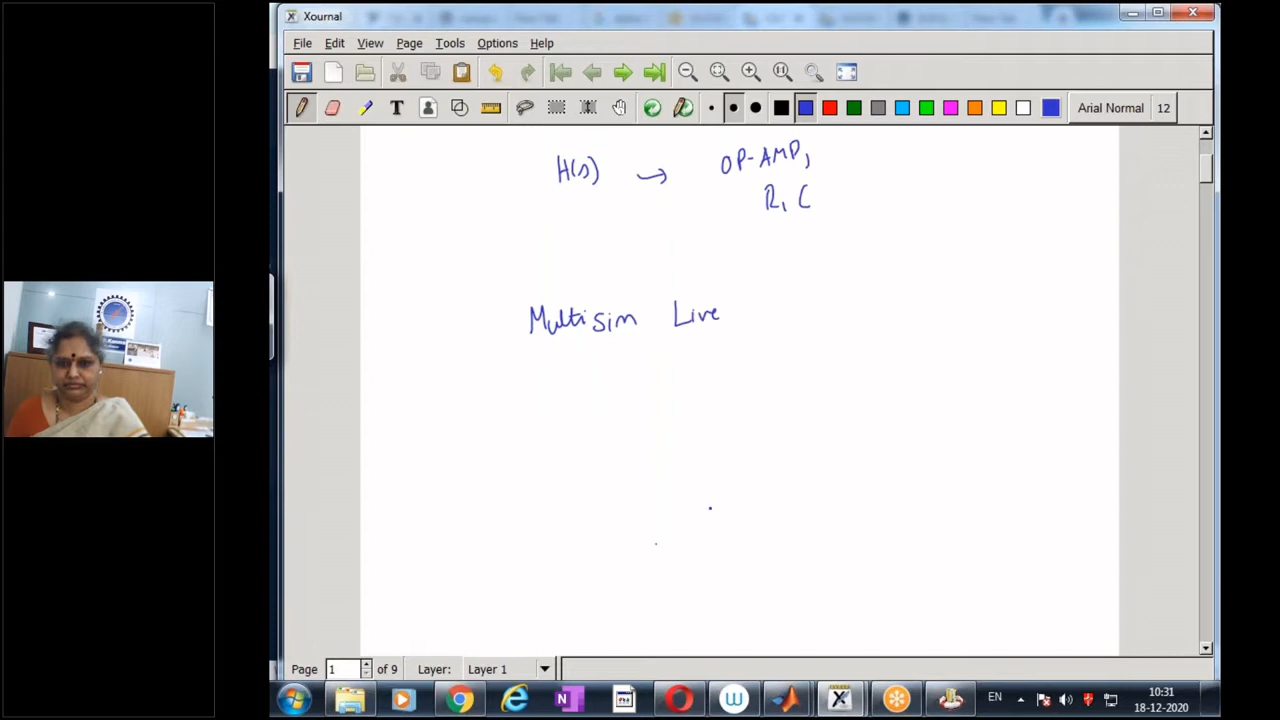 Xournal
File Edit View Page Tools Options Help
Arial Normal 12
H(s) → OP-AMP,
R, C
Multisim Live
Page 1 of 9 Layer: Layer 1
EN 10:31
18-12-2020